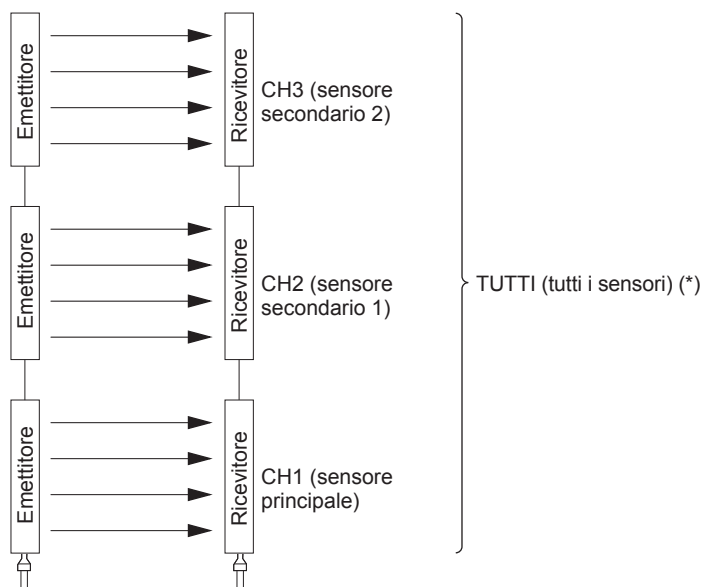 Emettitore
Ricevitore
CH3 (sensore
secondario 2)
Emettitore
Ricevitore
CH2 (sensore
secondario 1)
TUTTI (tutti i sensori) (*)
Emettitore
Ricevitore
CH1 (sensore
principale)